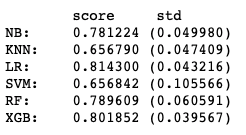 score std
NB: 0.781224 (0.049980)
KNN: 0.656790 (0.047409)
LR: 0.814300 (0.043216)
SVM: 0.656842 (0.105566)
RF: 0.789609 (0.060591)
XGB: 0.801852 (0.039567)